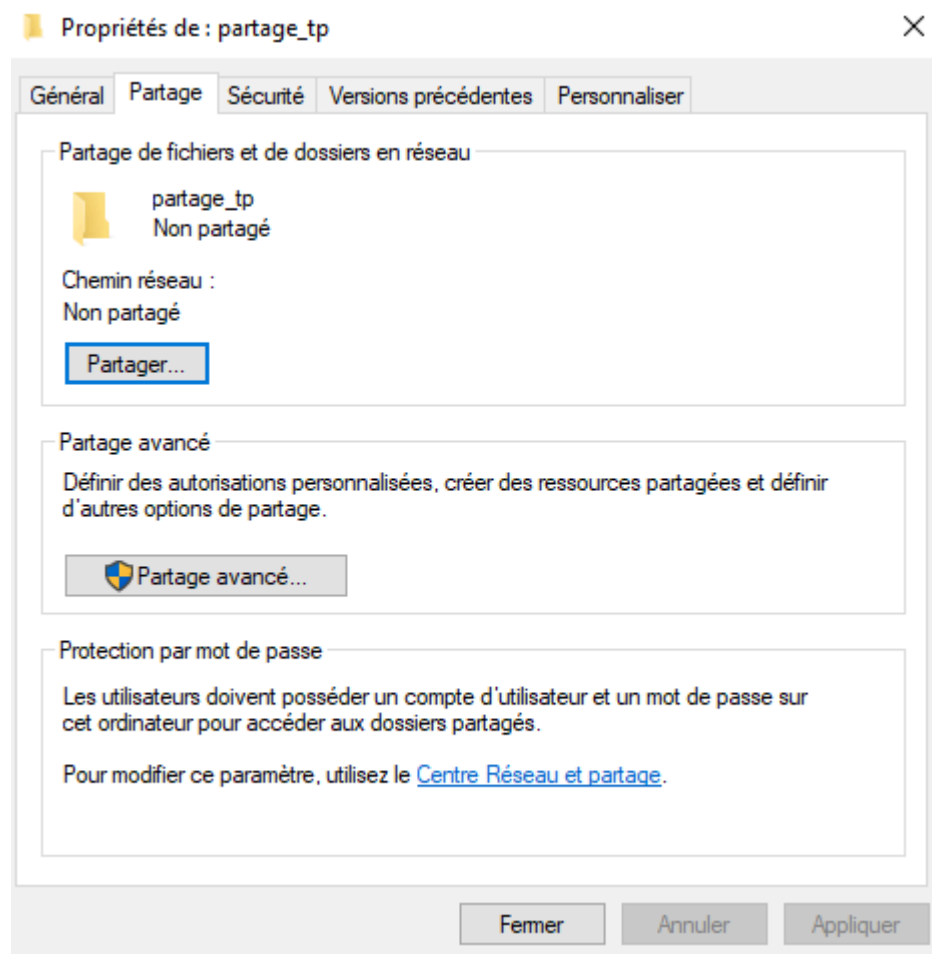 Propriétés de : partage_tp
Général Partage Sécurité Versions précédentes Personnaliser
Partage de fichiers et de dossiers en réseau
partage_tp
Non partagé
Chemin réseau :
Non partagé
Partager...
Partage avancé
Définir des autorisations personnalisées, créer des ressources partagées et définir
d'autres options de partage.
Partage avancé...
Protection par mot de passe
Les utilisateurs doivent posséder un compte d'utilisateur et un mot de passe sur
cet ordinateur pour accéder aux dossiers partagés.
Pour modifier ce paramètre, utilisez le Centre Réseau et partage.
Fermer Annuler Appliquer